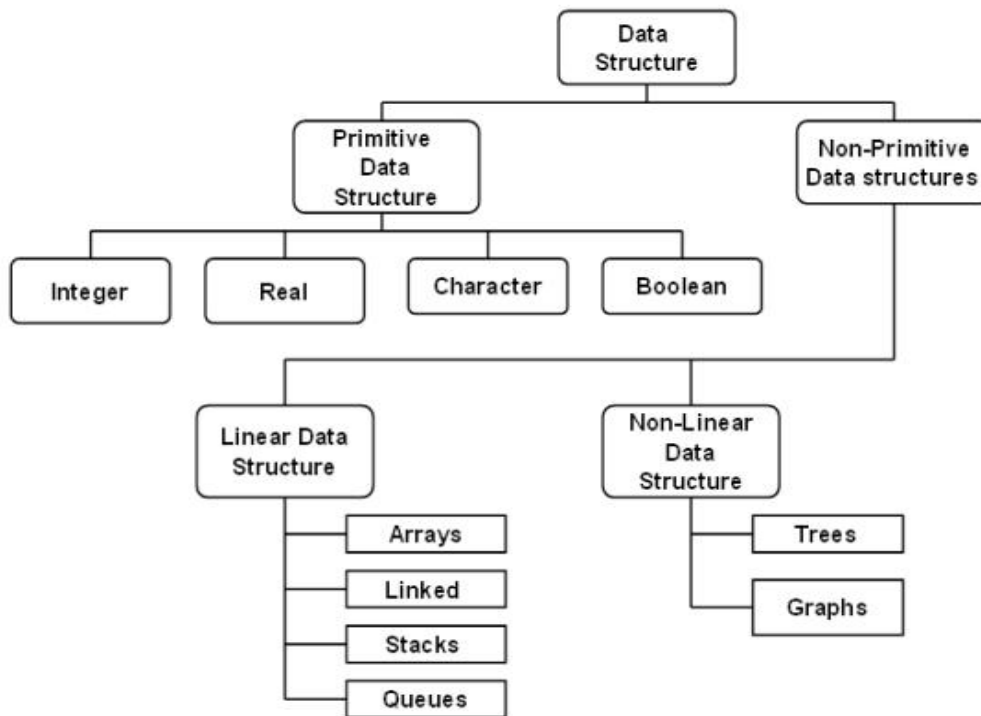 Data
Structure
Primitive
Data
Structure
Non-Primitive
Data structures
Integer
Real
Character
Boolean
Linear Data
Structure
Non-Linear
Data
Structure
Arrays
Linked
Stacks
Queues
Trees
Graphs